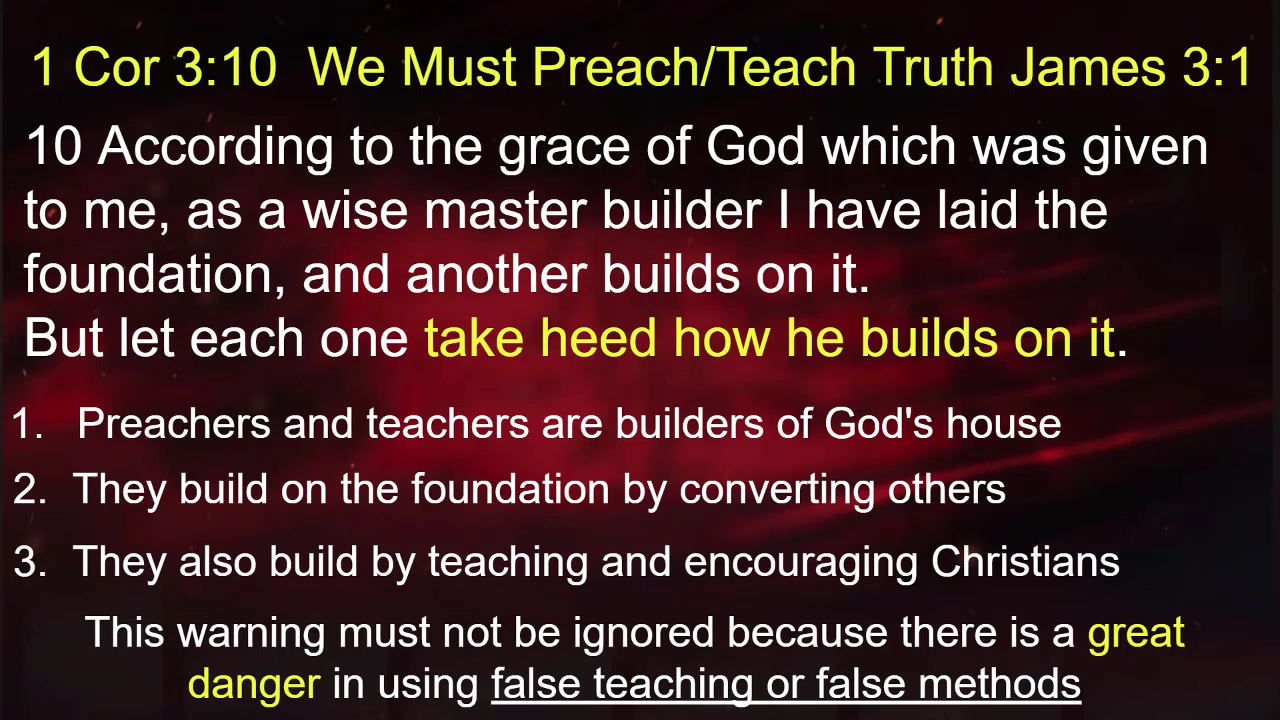 1 Cor 3:10  We Must Preach/Teach Truth James 3:1
10 According to the grace of God which was given
to me, as a wise master builder I have laid the
foundation, and another builds on it.
But let each one take heed how he builds on it.
1. Preachers and teachers are builders of God's house
2. They build on the foundation by converting others
3. They also build by teaching and encouraging Christians
This warning must not be ignored because there is a great
danger in using false teaching or false methods